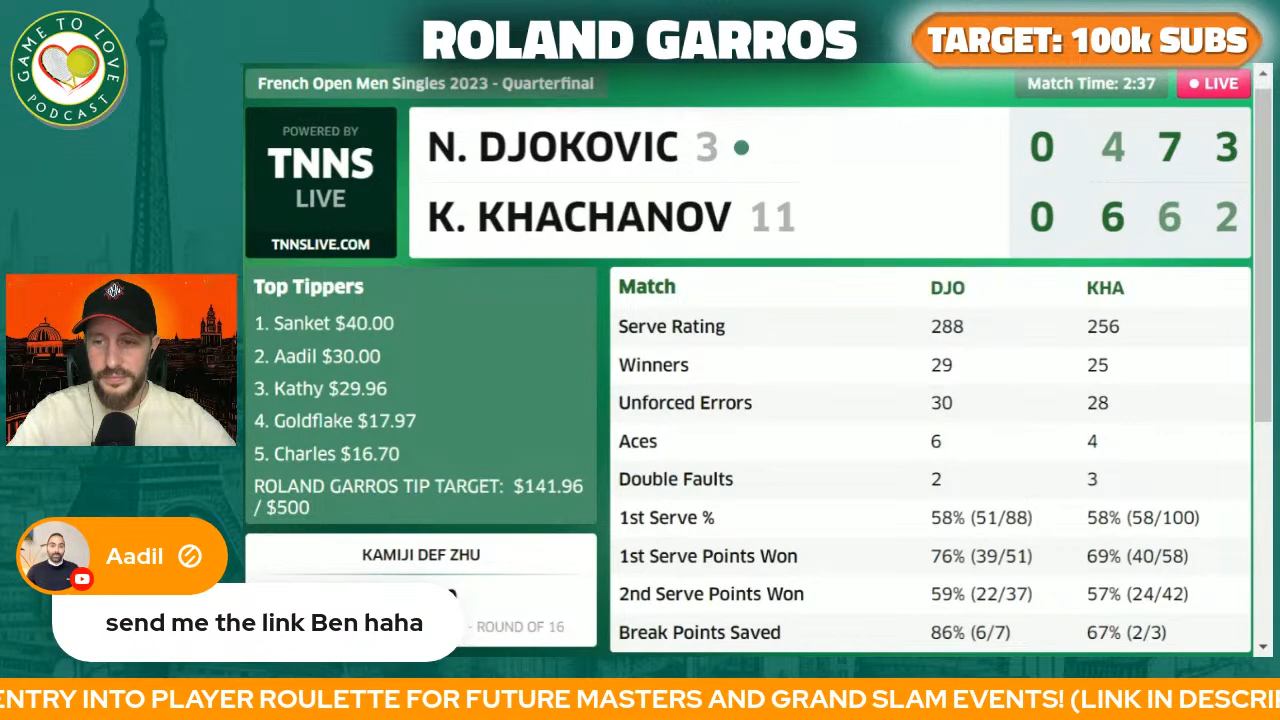 GAME TO LOVE
PODCAST
ROLAND GARROS
TARGET: 100k SUBS
French Open Men Singles 2023 - Quarterfinal
Match Time: 2:37
LIVE
POWERED BY
TNNS
LIVE
TNNSLIVE.COM
N. DJOKOVIC 3 0 4 7 3
K. KHACHANOV 11 0 6 6 2
Top Tippers
1. Sanket $40.00
2. Aadil $30.00
3. Kathy $29.96
4. Goldflake $17.97
5. Charles $16.70
ROLAND GARROS TIP TARGET: $141.96
/ $500
KAMIJI DEF ZHU
- ROUND OF 16
Match DJO KHA
Serve Rating 288 256
Winners 29 25
Unforced Errors 30 28
Aces 6 4
Double Faults 2 3
1st Serve % 58% (51/88) 58% (58/100)
1st Serve Points Won 76% (39/51) 69% (40/58)
2nd Serve Points Won 59% (22/37) 57% (24/42)
Break Points Saved 86% (6/7) 67% (2/3)
Aadil
send me the link Ben haha
ENTRY INTO PLAYER ROULETTE FOR FUTURE MASTERS AND GRAND SLAM EVENTS! (LINK IN DESCRI